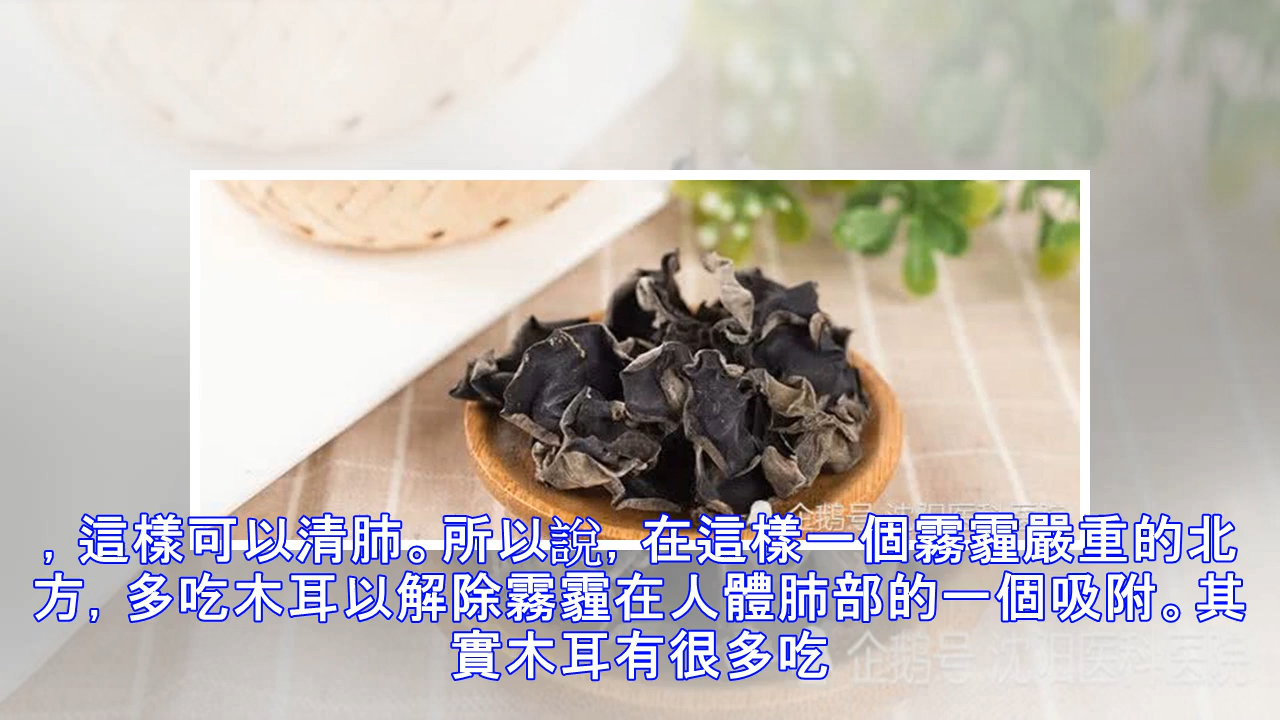 ，這樣可以清肺。所以說，在這樣一個霧霾嚴重的北
方，多吃木耳以解除霧霾在人體肺部的一個吸附。其
實木耳有很多吃